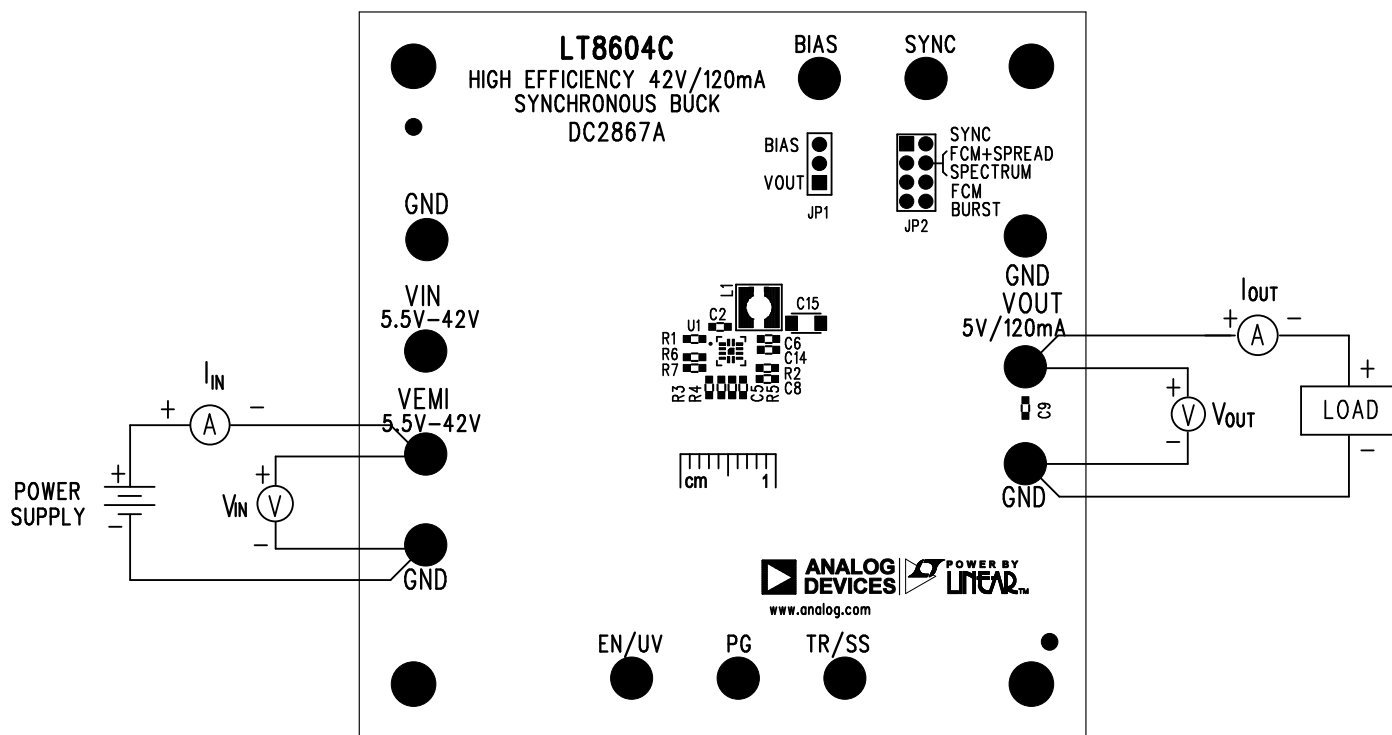 LT8604C
HIGH EFFICIENCY 42V/120mA
SYNCHRONOUS BUCK
DC2867A
BIAS
SYNC
BIAS
VOUT
JP1
SYNC
FCM+SPREAD
SPECTRUM
FCM
BURST
JP2
GND
VIN
5.5V-42V
VEMI
5.5V-42V
GND
IIN
+ A -
+
POWER
SUPPLY
-
+
VIN V
-
L1
C15
C2
U1
R1
R6
R7
C6
C14
R2
C8
R3
R4
C5
R5
cm 1
GND
VOUT
5V/120mA
C9
GND
IOUT
+ A -
+
V VOUT
-
+
LOAD
-
ANALOG
DEVICES
POWER BY
LINEAR™
www.analog.com
EN/UV
PG
TR/SS